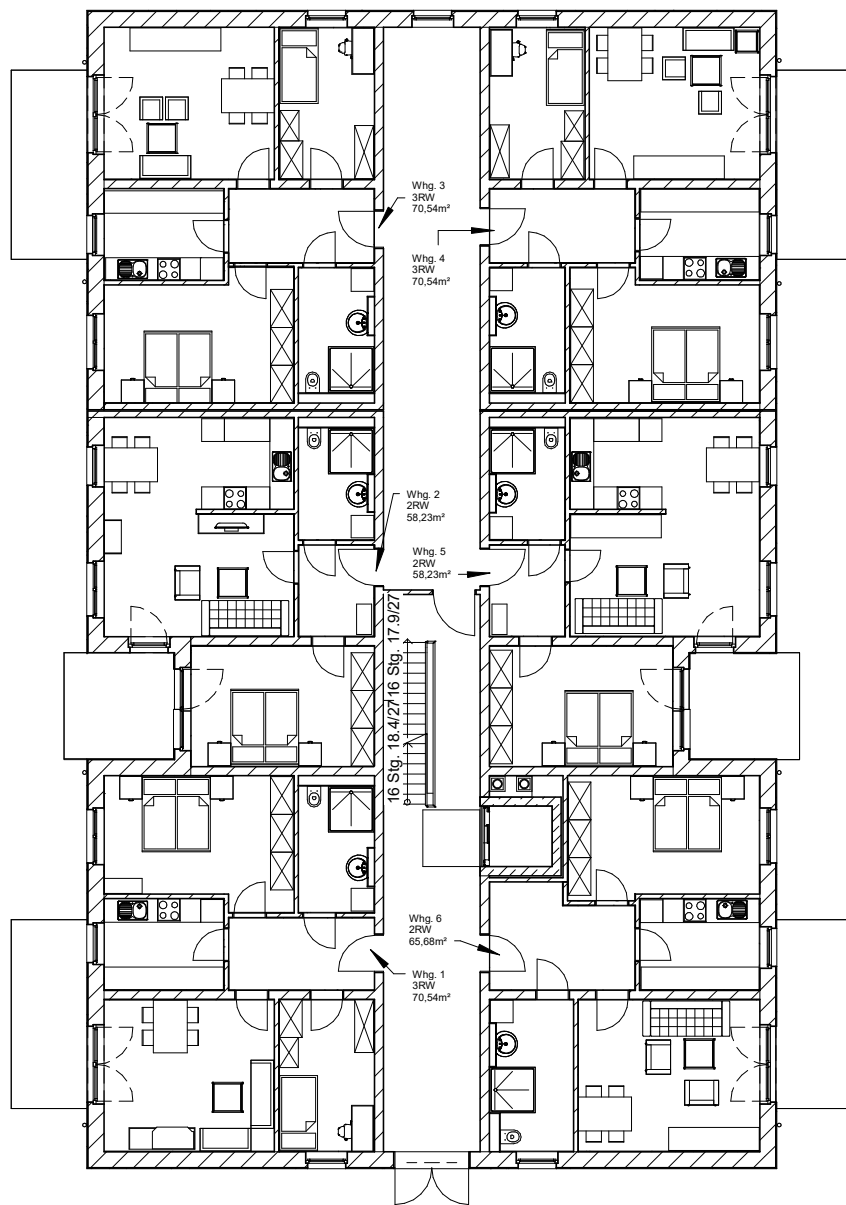 Whg. 3
3RW
70,54m²
Whg. 4
3RW
70,54m²
Whg. 2
2RW
58,23m²
Whg. 5
2RW
58,23m²
16 Stg. 18.4/27
16 Stg. 17.9/27
Whg. 6
2RW
65,68m²
Whg. 1
3RW
70,54m²